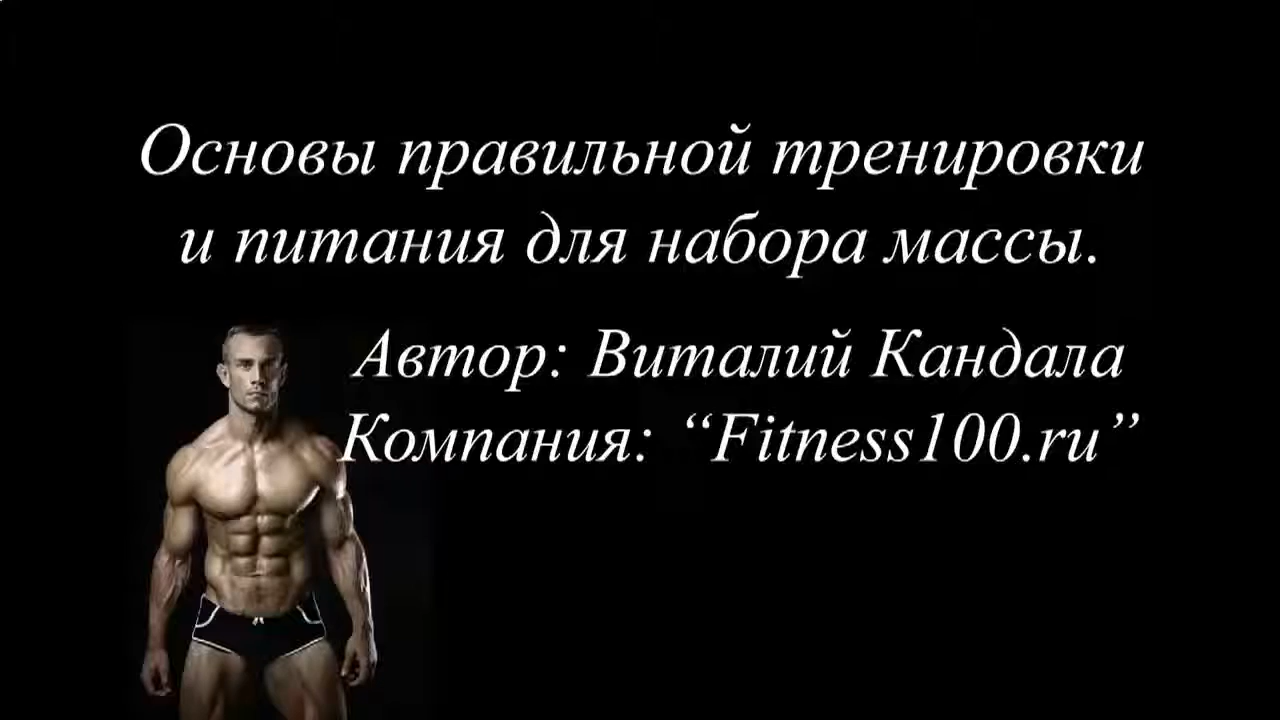 Основы правильной тренировки
и питания для набора массы.
Автор: Виталий Кандала
Компания: “Fitness100.ru”